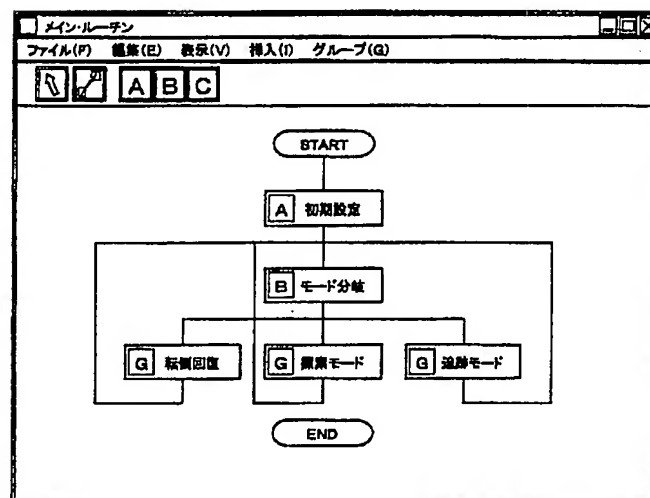 メイン・ルーチン
ファイル(F) 編集(E) 表示(V) 挿入(I) グループ(G)
A B C
START
A 初期設定
B モード分岐
G 転倒回復 G 探索モード G 追跡モード
END